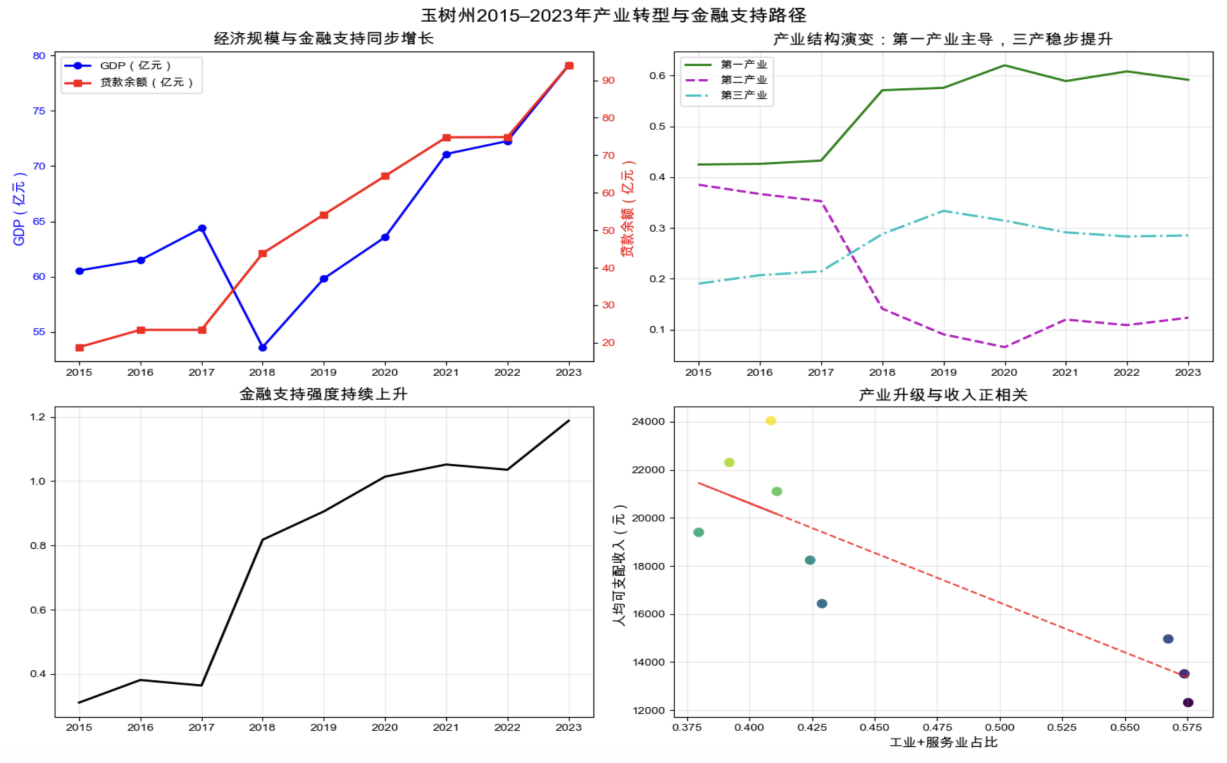 玉树州2015–2023年产业转型与金融支持路径
经济规模与金融支持同步增长
GDP（亿元）
贷款余额（亿元）
GDP（亿元）
80
75
70
65
60
55
贷款余额（亿元）
90
80
70
60
50
40
30
20
2015 2016 2017 2018 2019 2020 2021 2022 2023
产业结构演变：第一产业主导，三产稳步提升
第一产业
第二产业
第三产业
0.6
0.5
0.4
0.3
0.2
0.1
2015 2016 2017 2018 2019 2020 2021 2022 2023
金融支持强度持续上升
1.2
1.0
0.8
0.6
0.4
2015 2016 2017 2018 2019 2020 2021 2022 2023
产业升级与收入正相关
人均可支配收入（元）
24000
22000
20000
18000
16000
14000
12000
0.375 0.400 0.425 0.450 0.475 0.500 0.525 0.550 0.575
工业+服务业占比